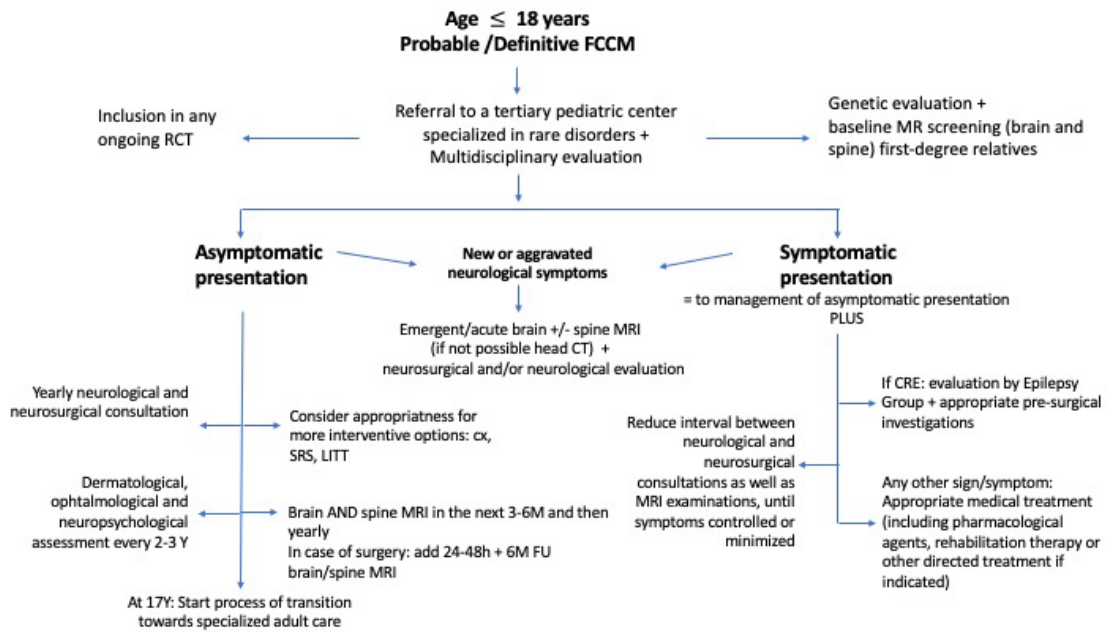 Age ≤ 18 years
Probable /Definitive FCCM
Inclusion in any
ongoing RCT
Referral to a tertiary pediatric center
specialized in rare disorders +
Multidisciplinary evaluation
Genetic evaluation +
baseline MR screening (brain and
spine) first-degree relatives
Asymptomatic
presentation
New or aggravated
neurological symptoms
Symptomatic
presentation
= to management of asymptomatic presentation
PLUS
Emergent/acute brain +/- spine MRI
(if not possible head CT) +
neurosurgical and/or neurological evaluation
Yearly neurological and
neurosurgical consultation
Consider appropriatness for
more interventive options: cx,
SRS, LITT
Dermatological,
ophtalmological and
neuropsychological
assessment every 2-3 Y
Brain AND spine MRI in the next 3-6M and then
yearly
In case of surgery: add 24-48h + 6M FU
brain/spine MRI
At 17Y: Start process of transition
towards specialized adult care
If CRE: evaluation by Epilepsy
Group + appropriate pre-surgical
investigations
Reduce interval between
neurological and
neurosurgical
consultations as well as
MRI examinations, until
symptoms controlled or
minimized
Any other sign/symptom:
Appropriate medical treatment
(including pharmacological
agents, rehabilitation therapy or
other directed treatment if
indicated)